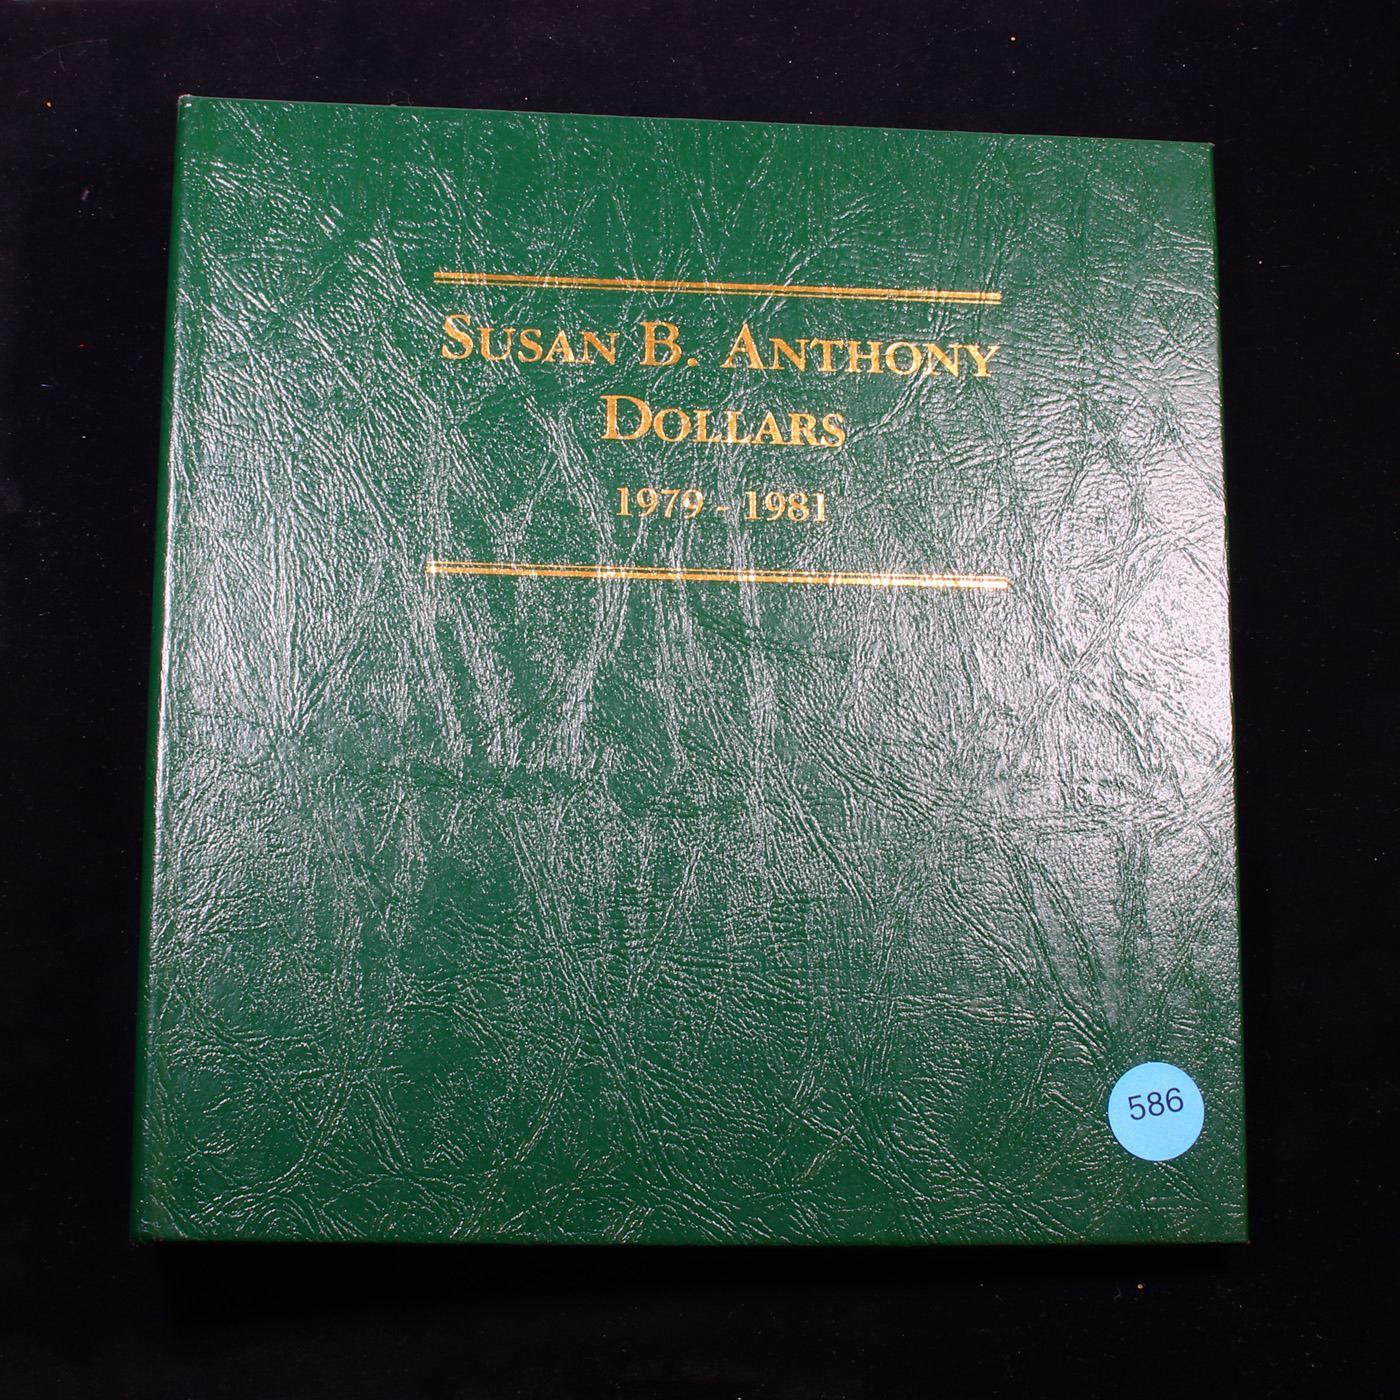 SUSAN B. ANTHONY
DOLLARS
1979 - 1981
586